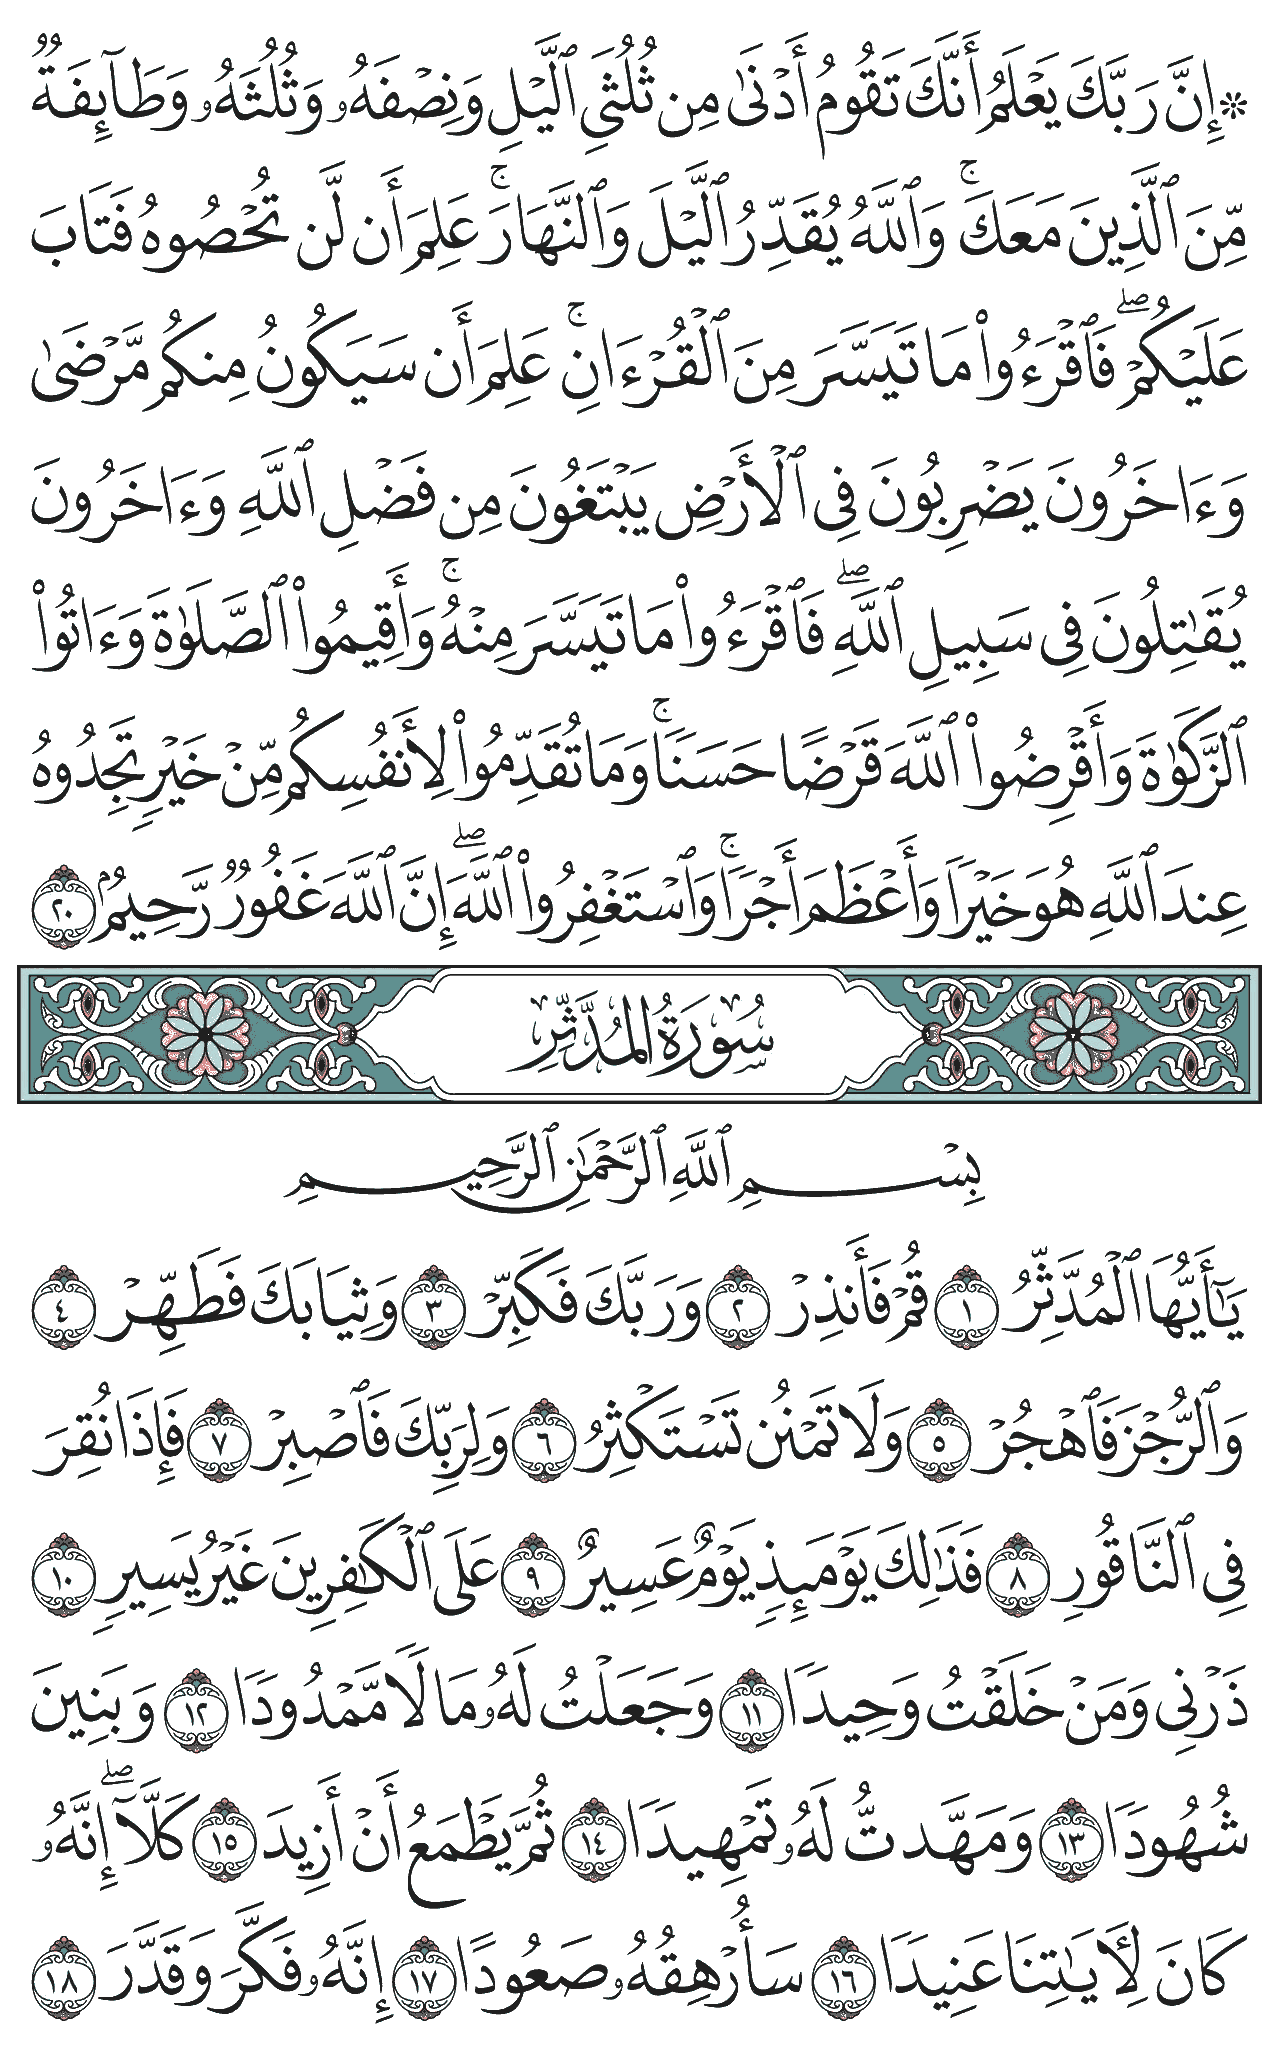 ۞ إِنَّ رَبَّكَ يَعۡلَمُ أَنَّكَ تَقُومُ أَدۡنَىٰ مِن ثُلُثَيِ ٱلَّيۡلِ وَنِصۡفَهُۥ وَثُلُثَهُۥ وَطَآئِفَةٞ
مِّنَ ٱلَّذِينَ مَعَكَۚ وَٱللَّهُ يُقَدِّرُ ٱلَّيۡلَ وَٱلنَّهَارَۚ عَلِمَ أَن لَّن تُحۡصُوهُ فَتَابَ
عَلَيۡكُمۡۖ فَٱقۡرَءُواْ مَا تَيَسَّرَ مِنَ ٱلۡقُرۡءَانِۚ عَلِمَ أَن سَيَكُونُ مِنكُم مَّرۡضَىٰ
وَءَاخَرُونَ يَضۡرِبُونَ فِي ٱلۡأَرۡضِ يَبۡتَغُونَ مِن فَضۡلِ ٱللَّهِ وَءَاخَرُونَ
يُقَٰتِلُونَ فِي سَبِيلِ ٱللَّهِۖ فَٱقۡرَءُواْ مَا تَيَسَّرَ مِنۡهُۚ وَأَقِيمُواْ ٱلصَّلَوٰةَ وَءَاتُواْ
ٱلزَّكَوٰةَ وَأَقۡرِضُواْ ٱللَّهَ قَرۡضًا حَسَنٗاۚ وَمَا تُقَدِّمُواْ لِأَنفُسِكُم مِّنۡ خَيۡرٖ تَجِدُوهُ
عِندَ ٱللَّهِ هُوَ خَيۡرٗا وَأَعۡظَمَ أَجۡرٗاۚ وَٱسۡتَغۡفِرُواْ ٱللَّهَۖ إِنَّ ٱللَّهَ غَفُورٞ رَّحِيمُۢ ٢٠
سُورَةُ المُدَّثِّرِ
بِسۡمِ ٱللَّهِ ٱلرَّحۡمَٰنِ ٱلرَّحِيمِ
يَٰٓأَيُّهَا ٱلۡمُدَّثِّرُ ١ قُمۡ فَأَنذِرۡ ٢ وَرَبَّكَ فَكَبِّرۡ ٣ وَثِيَابَكَ فَطَهِّرۡ ٤
وَٱلرُّجۡزَ فَٱهۡجُرۡ ٥ وَلَا تَمۡنُن تَسۡتَكۡثِرُ ٦ وَلِرَبِّكَ فَٱصۡبِرۡ ٧ فَإِذَا نُقِرَ
فِي ٱلنَّاقُورِ ٨ فَذَٰلِكَ يَوۡمَئِذٖ يَوۡمٌ عَسِيرٌ ٩ عَلَى ٱلۡكَٰفِرِينَ غَيۡرُ يَسِيرٖ ١٠
ذَرۡنِي وَمَنۡ خَلَقۡتُ وَحِيدٗا ١١ وَجَعَلۡتُ لَهُۥ مَالٗا مَّمۡدُودٗا ١٢ وَبَنِينَ
شُهُودٗا ١٣ وَمَهَّدتُّ لَهُۥ تَمۡهِيدٗا ١٤ ثُمَّ يَطۡمَعُ أَنۡ أَزِيدَ ١٥ كَلَّآۖ إِنَّهُۥ
كَانَ لِأٓيَٰتِنَا عَنِيدٗا ١٦ سَأُرۡهِقُهُۥ صَعُودًا ١٧ إِنَّهُۥ فَكَّرَ وَقَدَّرَ ١٨